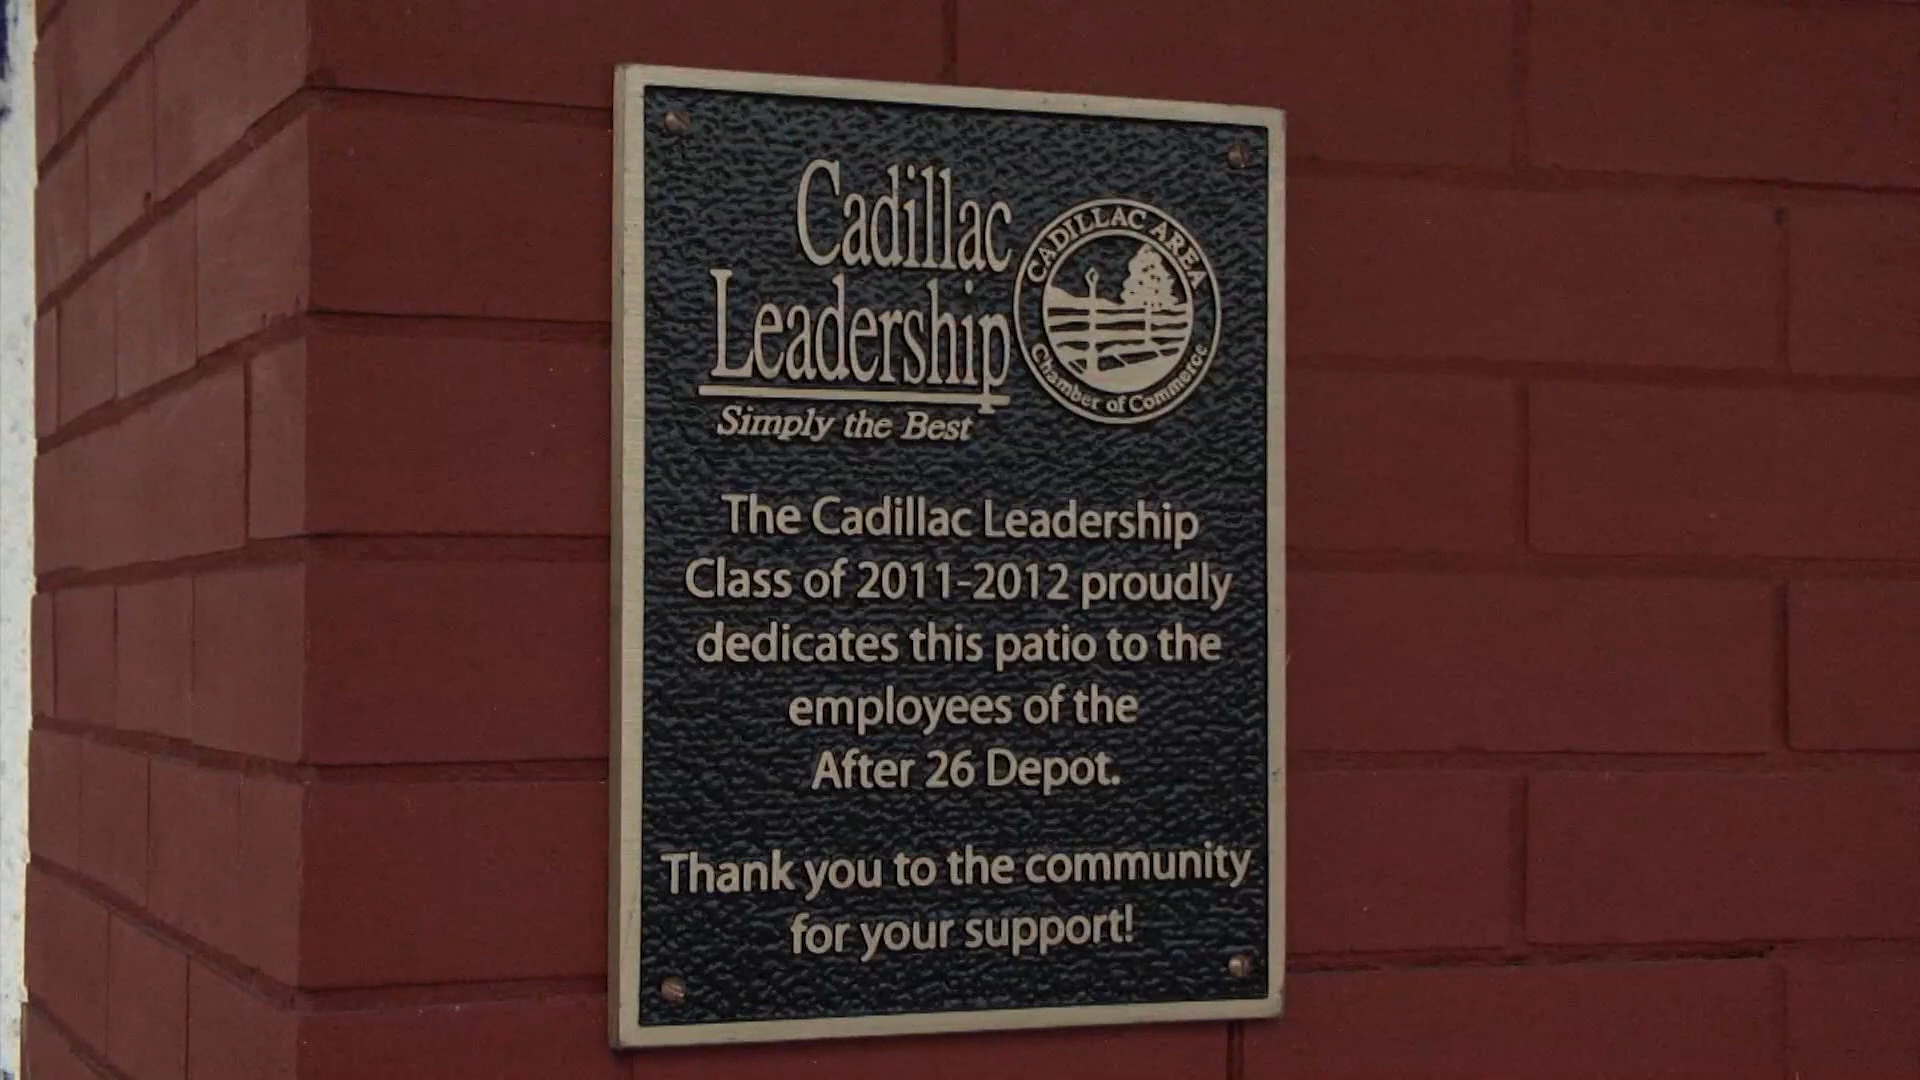 Cadillac
Leadership
Simply the Best
CADILLAC AREA
Chamber of Commerce
The Cadillac Leadership
Class of 2011-2012 proudly
dedicates this patio to the
employees of the
After 26 Depot.
Thank you to the community
for your support!